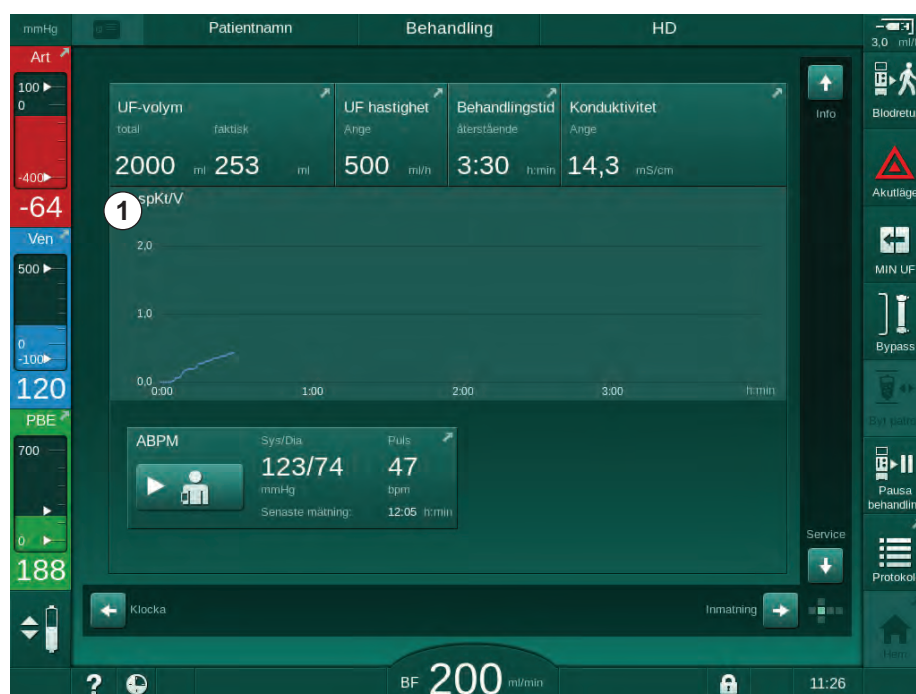 mmHg
Patientnamn
Behandling
HD
3,0
Art
100
0
-400
-64
Ven
500
0
-100
120
PBE
700
0
188
UF-volym
total
faktisk
2000 ml 253 ml
UF hastighet
Ange
500 ml/h
Behandlingstid
återstående
3:30 h:min
Konduktivitet
Ange
14,3 mS/cm
1
spKt/V
2,0
1,0
0,0
0:00 1:00 2:00 3:00 h:min
ABPM
Sys/Dia
123/74
mmHg
Puls
47
bpm
Senaste mätning: 12:05 h:min
Info
Service
Klocka
Inmatning
Blodretu
Akutläge
MIN UF
Bypass
Byt patro
Pausa
behandlin
Protokol
Hem
?
BF 200 ml/min
11:26